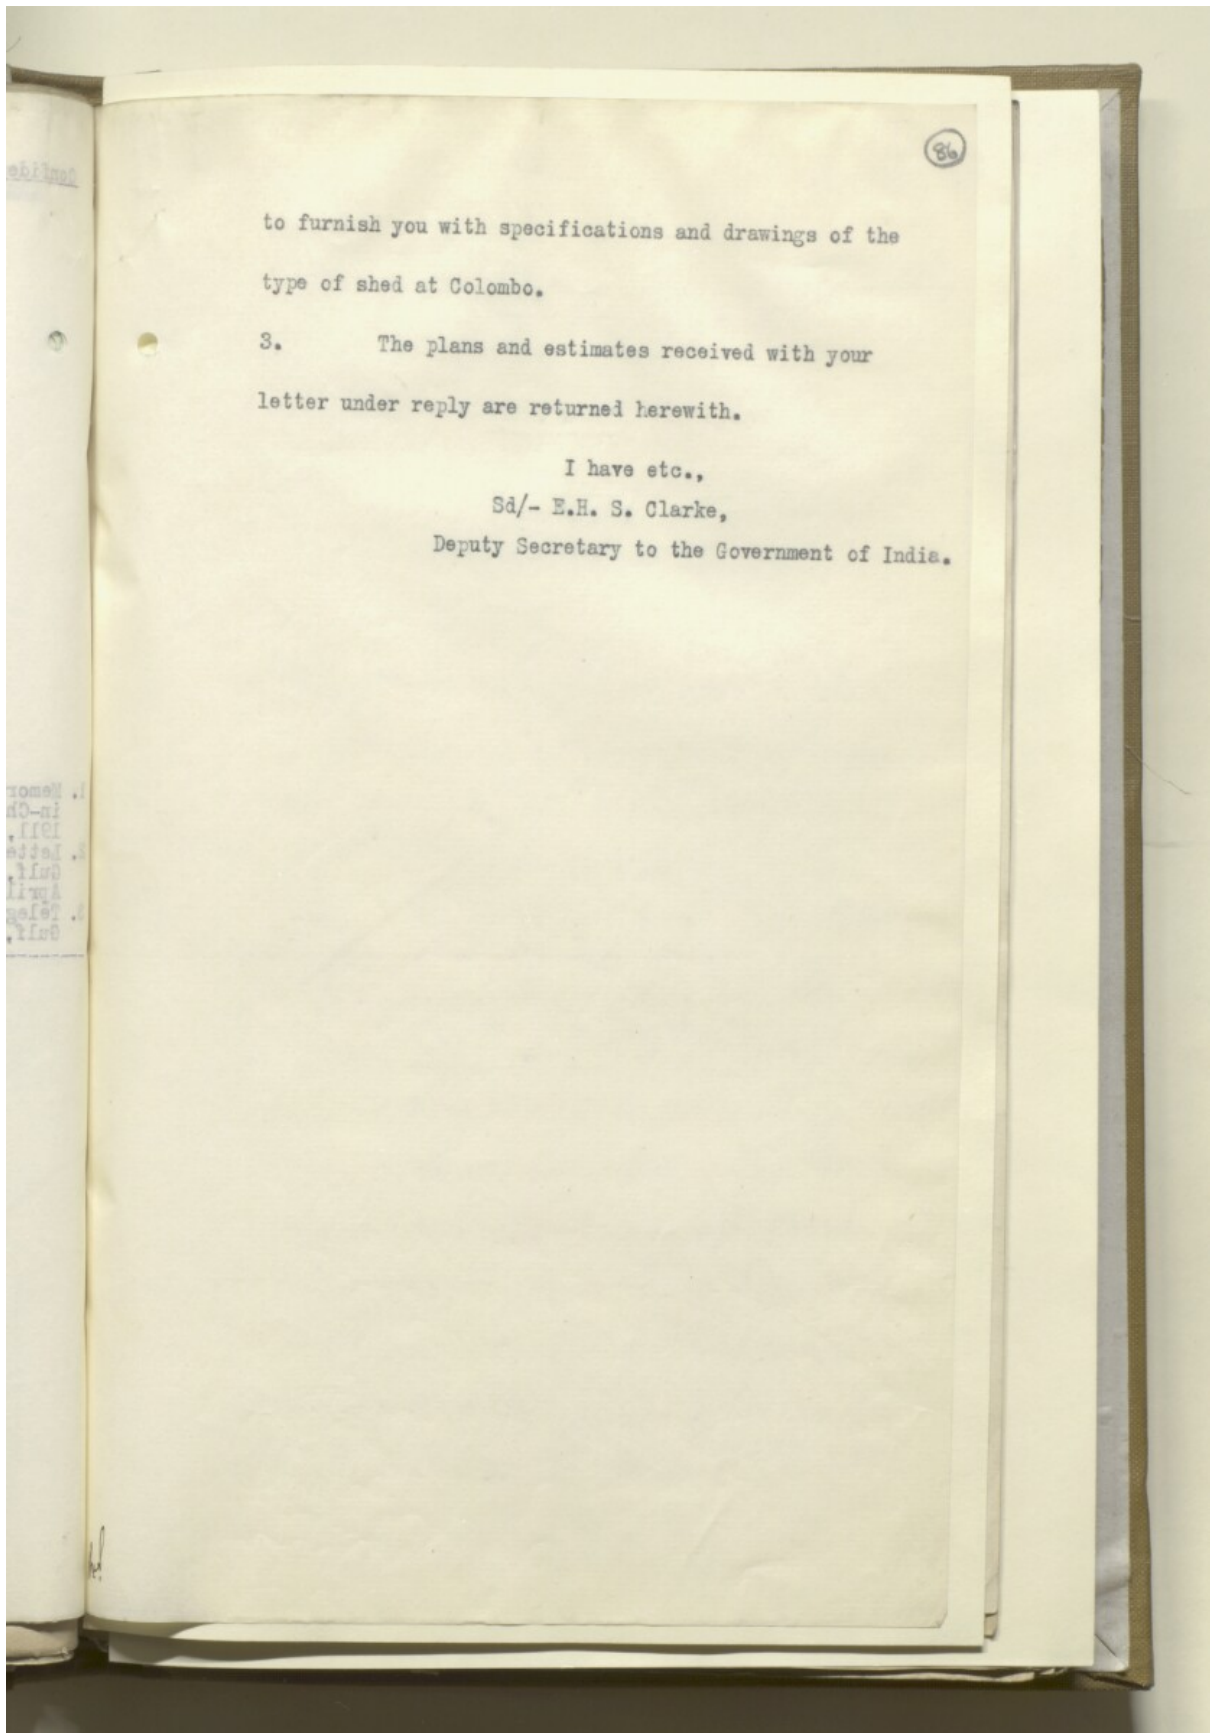 86
to furnish you with specifications and drawings of the
type of shed at Colombo.
3. The plans and estimates received with your
letter under reply are returned herewith.
I have etc.,
Sd/- E.H. S. Clarke,
Deputy Secretary to the Government of India.